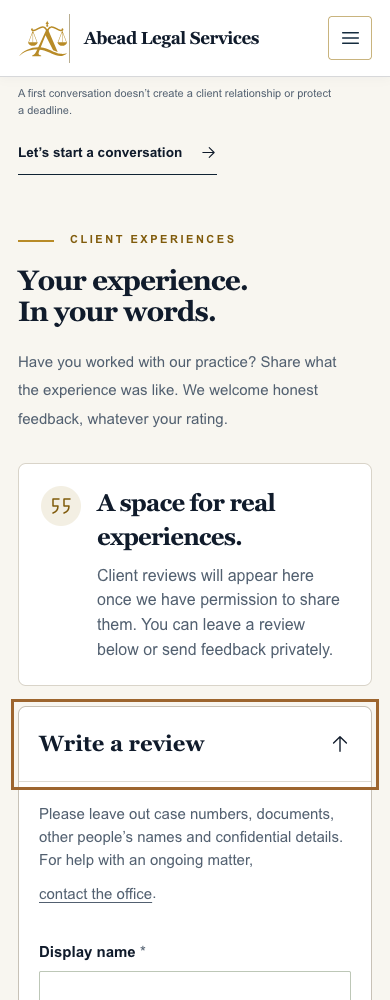 Abead Legal Services
A first conversation doesn’t create a client relationship or protect
a deadline.
Let’s start a conversation
CLIENT EXPERIENCES
Your experience.
In your words.
Have you worked with our practice? Share what
the experience was like. We welcome honest
feedback, whatever your rating.
A space for real
experiences.
Client reviews will appear here
once we have permission to share
them. You can leave a review
below or send feedback privately.
Write a review
Please leave out case numbers, documents,
other people’s names and confidential details.
For help with an ongoing matter,
contact the office.
Display name *